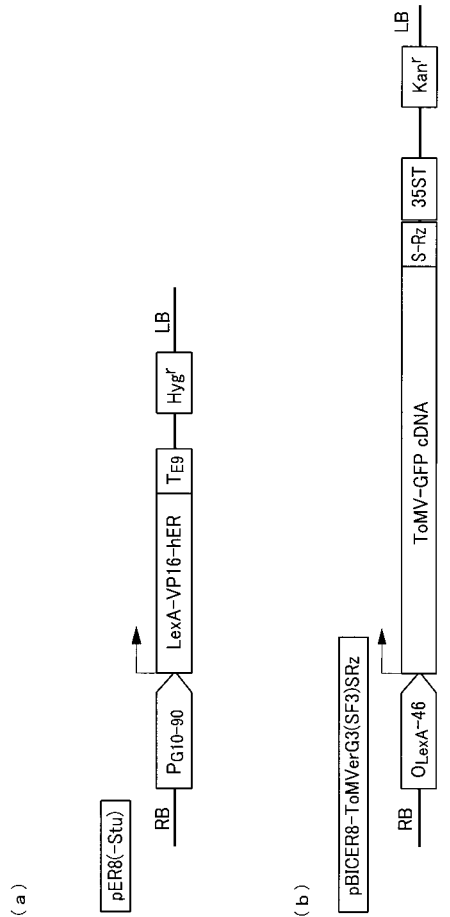 (a)
pER8(-Stu)
RB
PG10-90
LexA-VP16-hER
TE9
Hygr
LB
(b)
pBICER8-ToMVerG3(SF3)SRz
RB
OLexA-46
ToMV-GFP cDNA
S-Rz
35ST
Kanr
LB